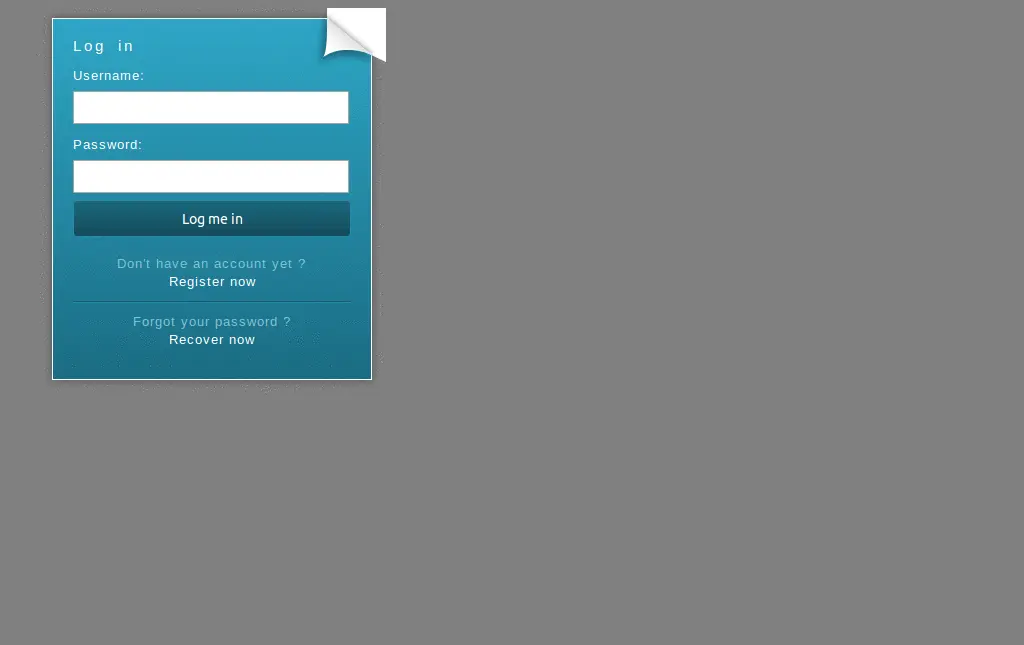 Log in
Username:
Password:
Log me in
Don't have an account yet ?
Register now
Forgot your password ?
Recover now